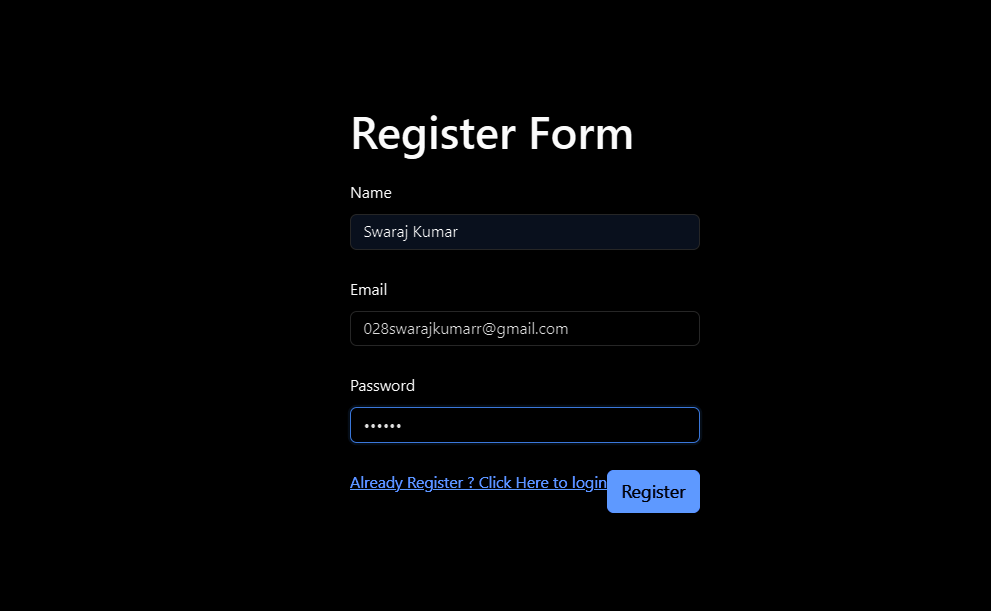 Register Form
Name
Swaraj Kumar
Email
028swarajkumarr@gmail.com
Password
••••••
Already Register ? Click Here to login
Register